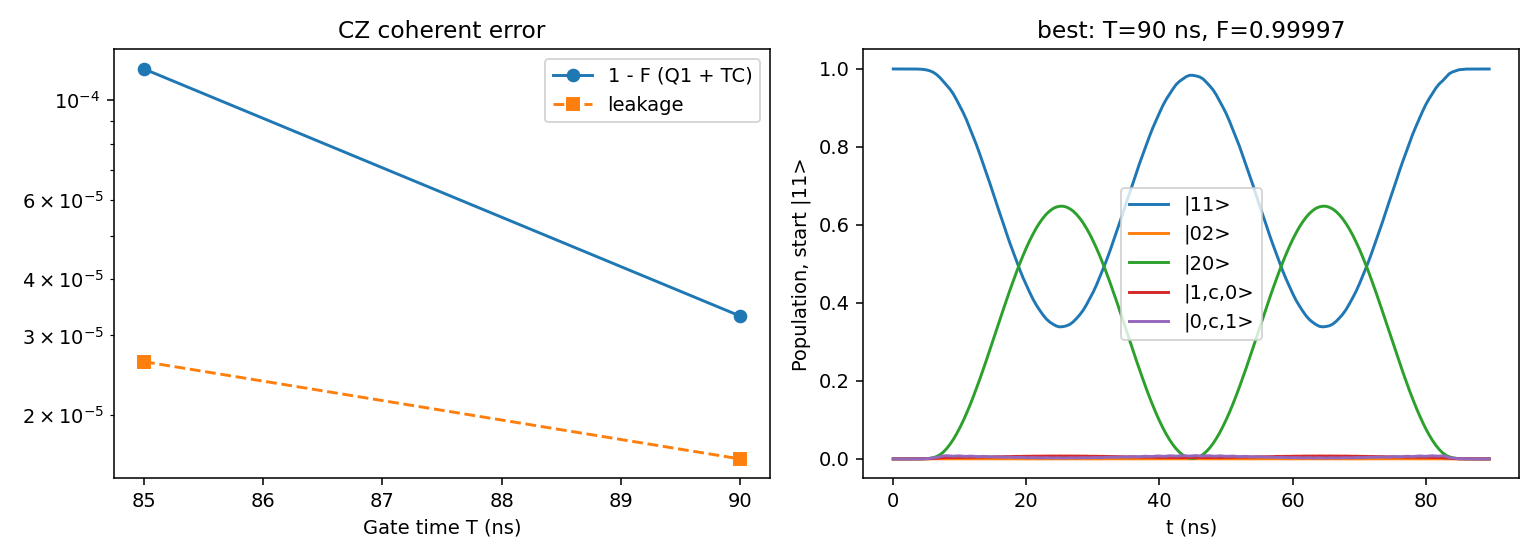 CZ coherent error
10⁻⁴
6 × 10⁻⁵
4 × 10⁻⁵
3 × 10⁻⁵
2 × 10⁻⁵
1 - F (Q1 + TC)
leakage
85 86 87 88 89 90
Gate time T (ns)
best: T=90 ns, F=0.99997
Population, start |11>
1.0
0.8
0.6
0.4
0.2
0.0
|11>
|02>
|20>
|1,c,0>
|0,c,1>
0 20 40 60 80
t (ns)